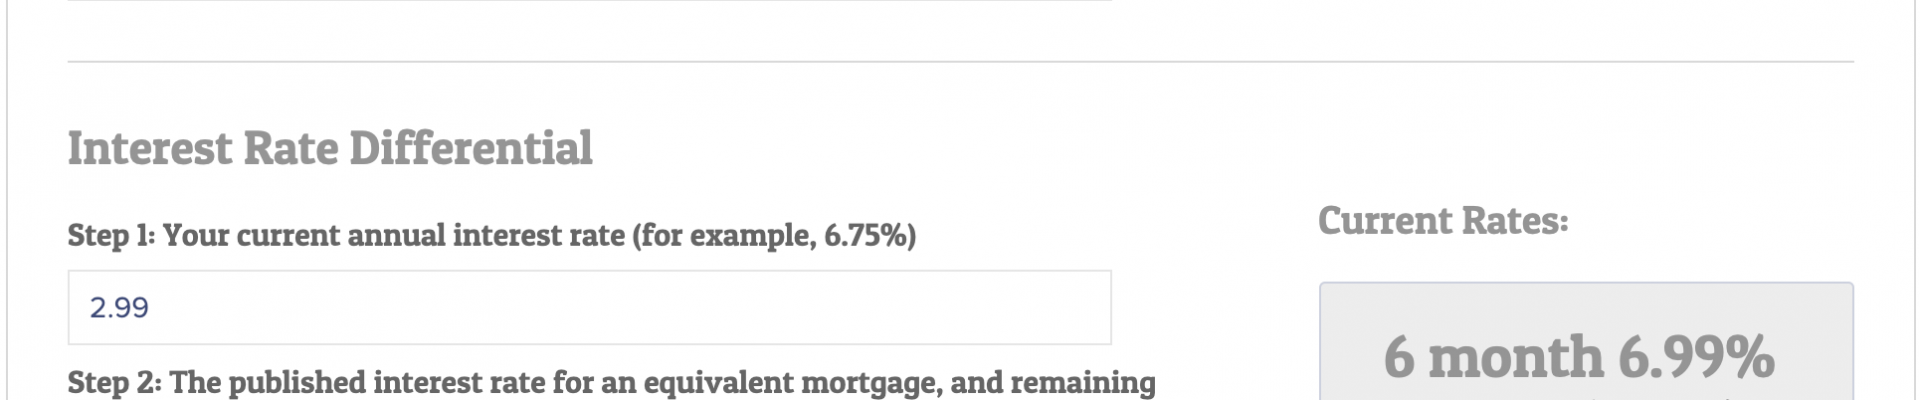 Interest Rate Differential
Step 1: Your current annual interest rate (for example, 6.75%)
2.99
Step 2: The published interest rate for an equivalent mortgage, and remaining
Current Rates:
6 month 6.99%